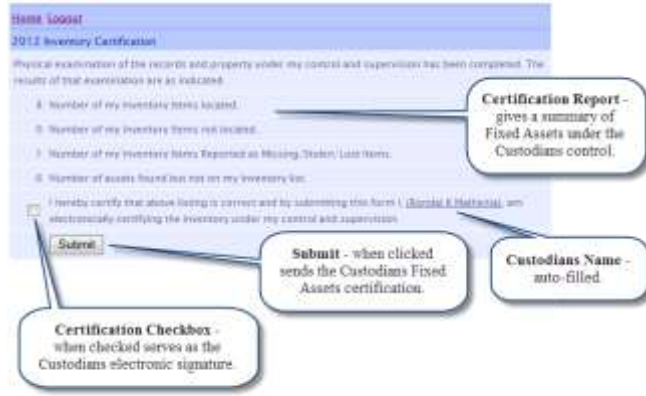 Home Logout
2012 Inventory Certification
Physical examination of the records and property under my control and supervision has been completed. The
results of that examination are as indicated.
Number of my Inventory Items located.
0 Number of my Inventory Items not located.
1 Number of my Inventory Items Reported as Missing, Stolen, Lost Items.
0 Number of assets found but not on my inventory list.
I hereby certify that above listing is correct and by submitting this form I, am
electronically certifying the inventory under my control and supervision.
Submit
Certification Report -
gives a summary of
Fixed Assets under the
Custodians control.
Submit - when clicked
sends the Custodians Fixed
Assets certification.
Custodians Name -
auto-filled.
Certification Checkbox -
when checked serves as the
Custodians electronic signature.